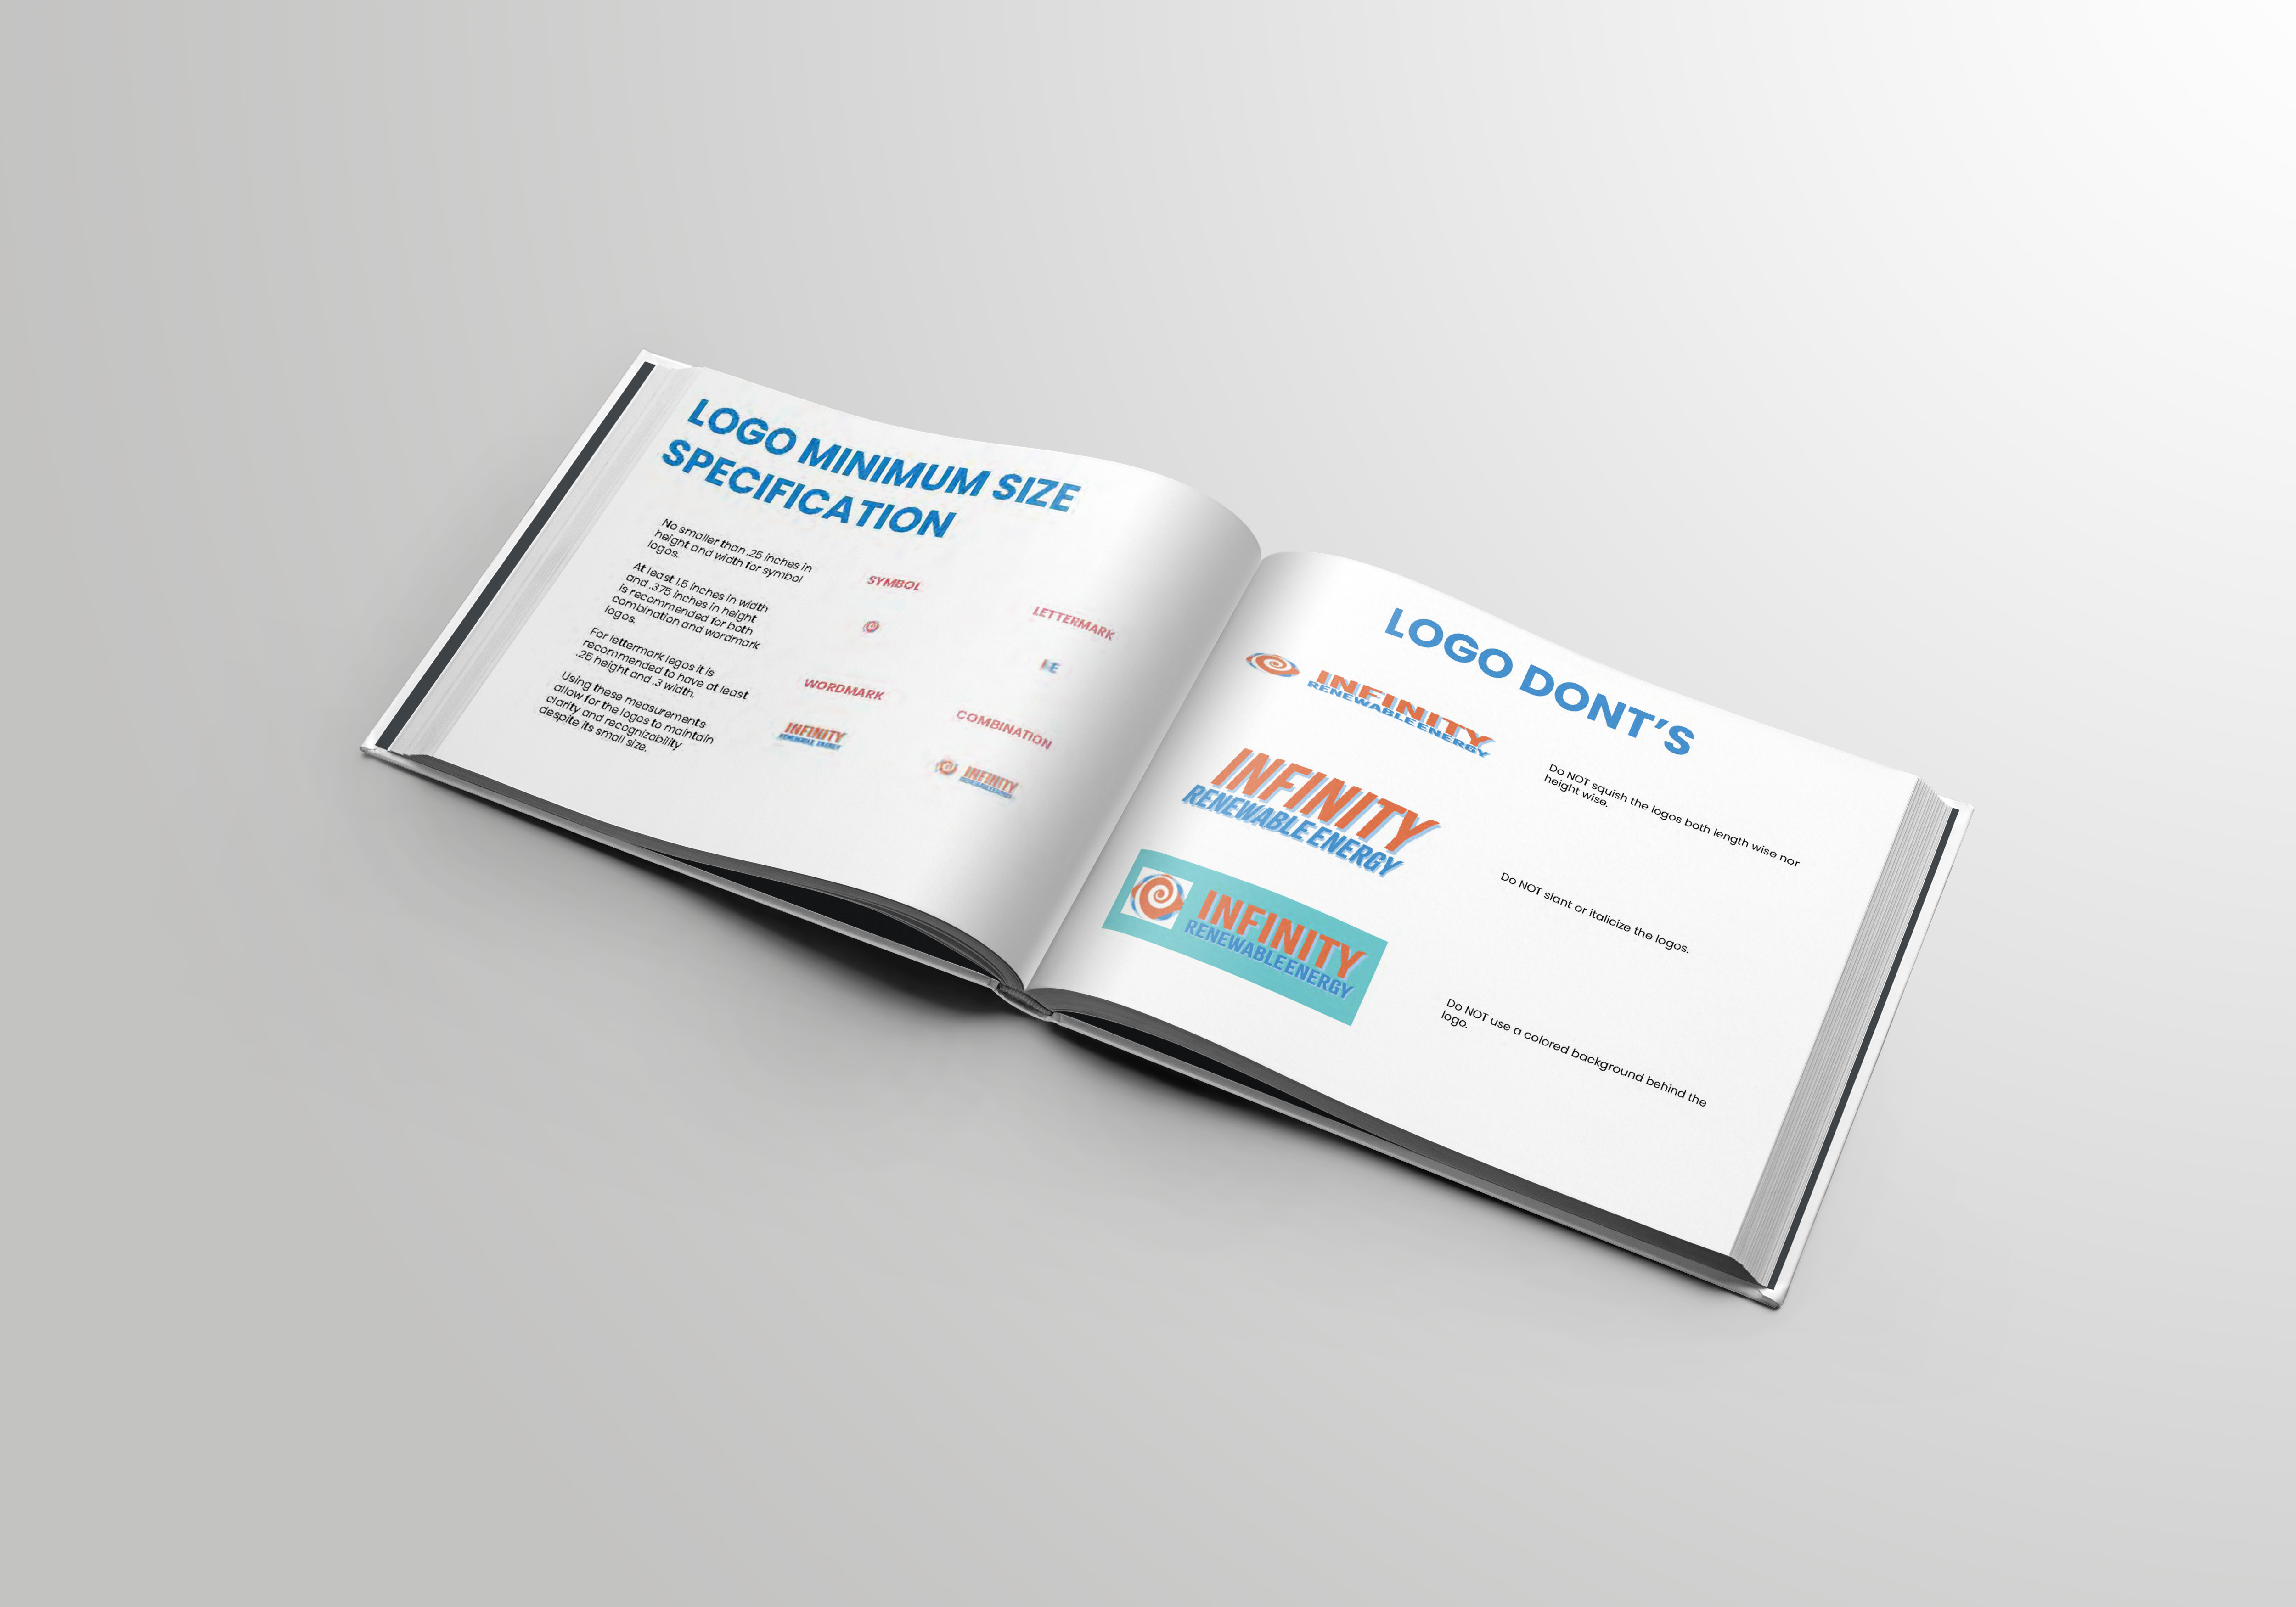 LOGO MINIMUM SIZE
SPECIFICATION
No smaller than .25 inches in
height and width for symbol
logos.
At least 1.5 inches in width
and .375 inches in height
is recommended for both
combination and wordmark
logos.
For lettermark logos it is
recommended to have at least
.25 height and .3 width.
Using these measurements
allow for the logos to maintain
clarity and recognizability
despite its small size.
SYMBOL
LETTERMARK
IE
WORDMARK
INFINITY
RENEWABLE ENERGY
COMBINATION
INFINITY
RENEWABLE ENERGY
LOGO DONT'S
INFINITY
RENEWABLE ENERGY
Do NOT squish the logos both length wise nor
height wise.
INFINITY
RENEWABLE ENERGY
Do NOT slant or italicize the logos.
INFINITY
RENEWABLE ENERGY
Do NOT use a colored background behind the
logo.